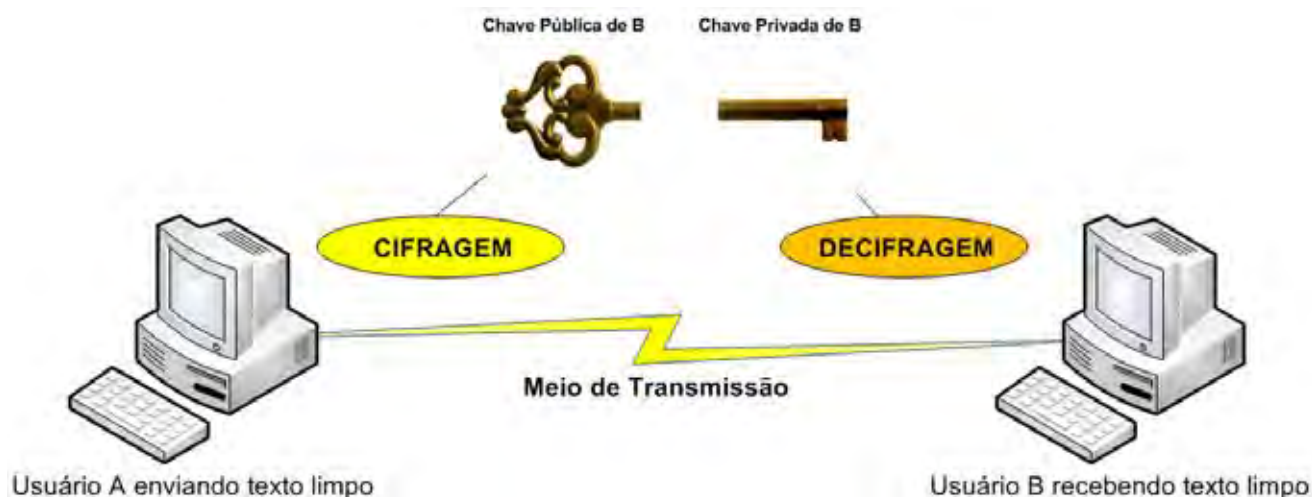 Chave Pública de B
Chave Privada de B
CIFRAGEM
DECIFRAGEM
Meio de Transmissão
Usuário A enviando texto limpo
Usuário B recebendo texto limpo